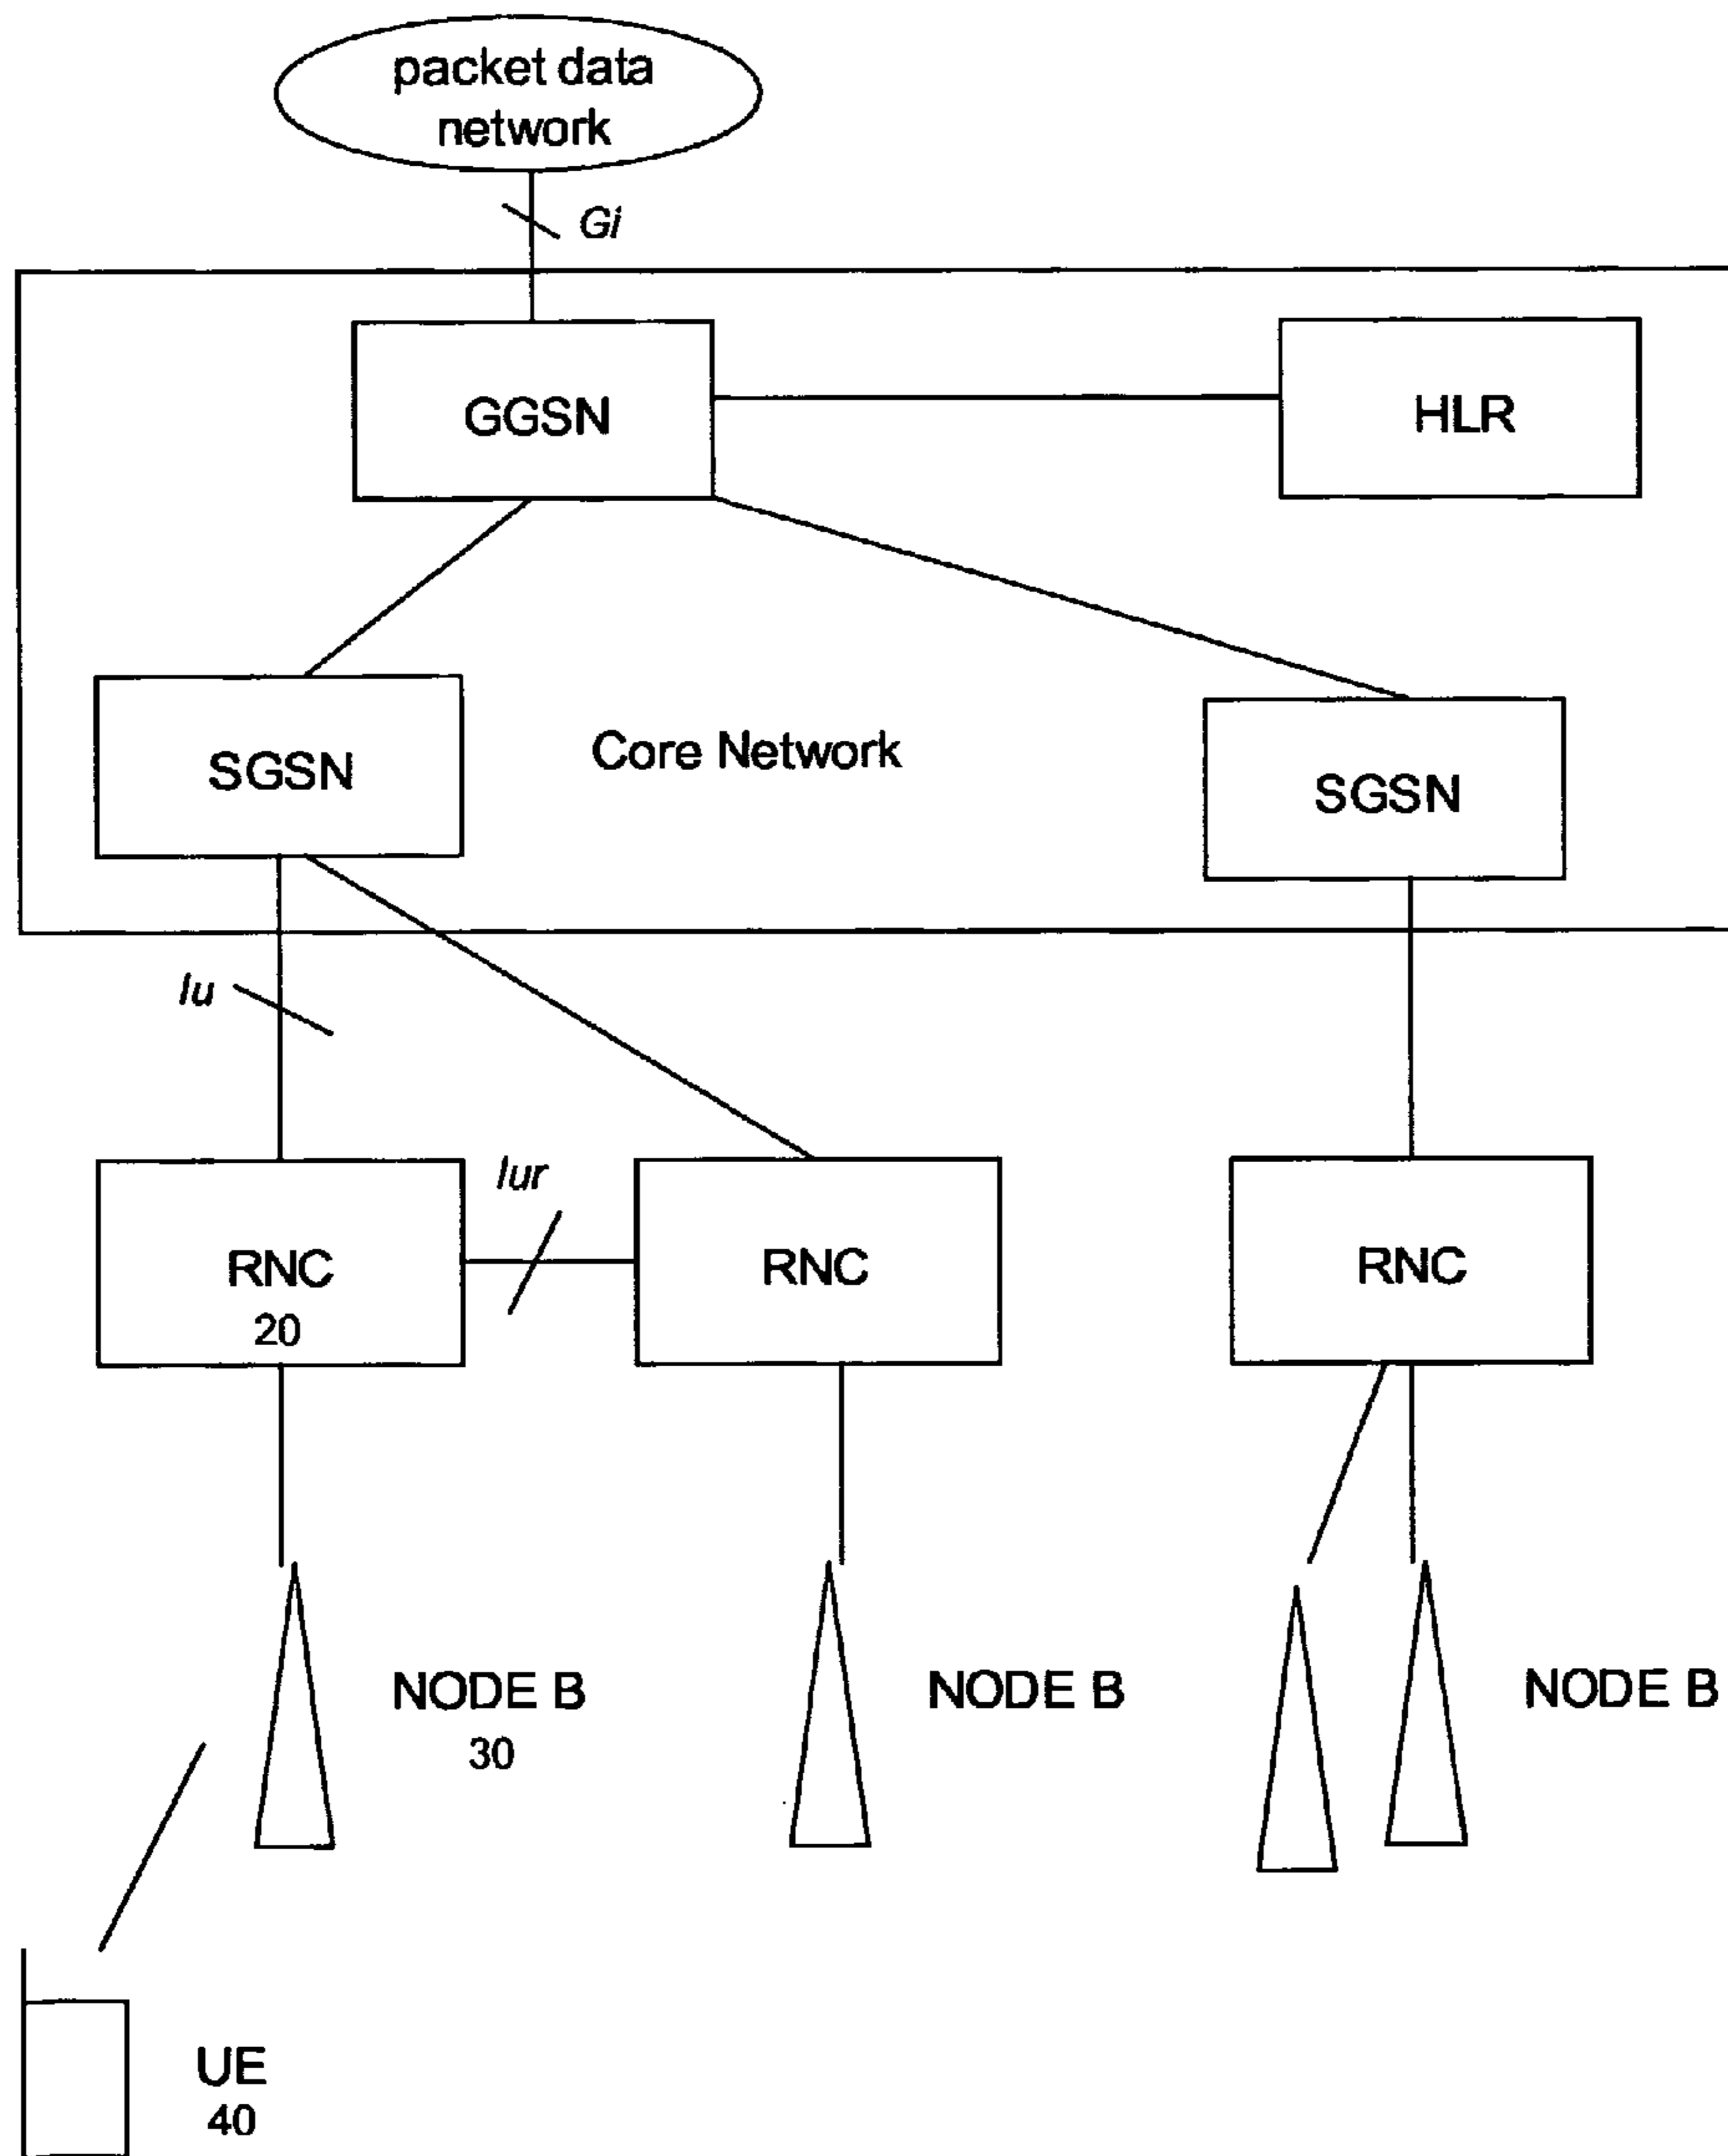 packet data
network
Gi
GGSN
HLR
SGSN
Core Network
SGSN
Iu
Iur
RNC
20
RNC
RNC
NODE B
30
NODE B
NODE B
UE
40